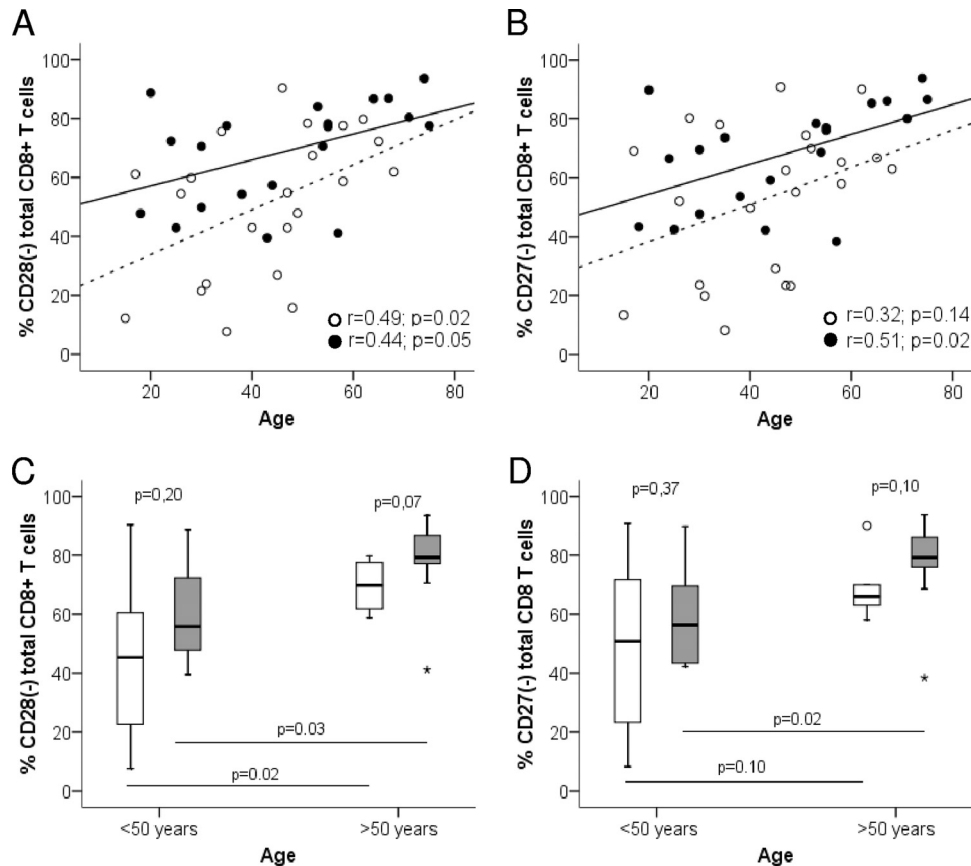 A
% CD28(-) total CD8+ T cells
100
80
60
40
20
0
r=0.49; p=0.02
r=0.44; p=0.05
20
40
60
80
Age
B
% CD27(-) total CD8+ T cells
100
80
60
40
20
0
r=0.32; p=0.14
r=0.51; p=0.02
20
40
60
80
Age
C
% CD28(-) total CD8+ T cells
100
80
60
40
20
0
p=0,20
p=0,07
p=0.03
p=0.02
<50 years
>50 years
Age
D
% CD27(-) total CD8 T cells
100
80
60
40
20
0
p=0,37
p=0,10
p=0.02
p=0.10
<50 years
>50 years
Age